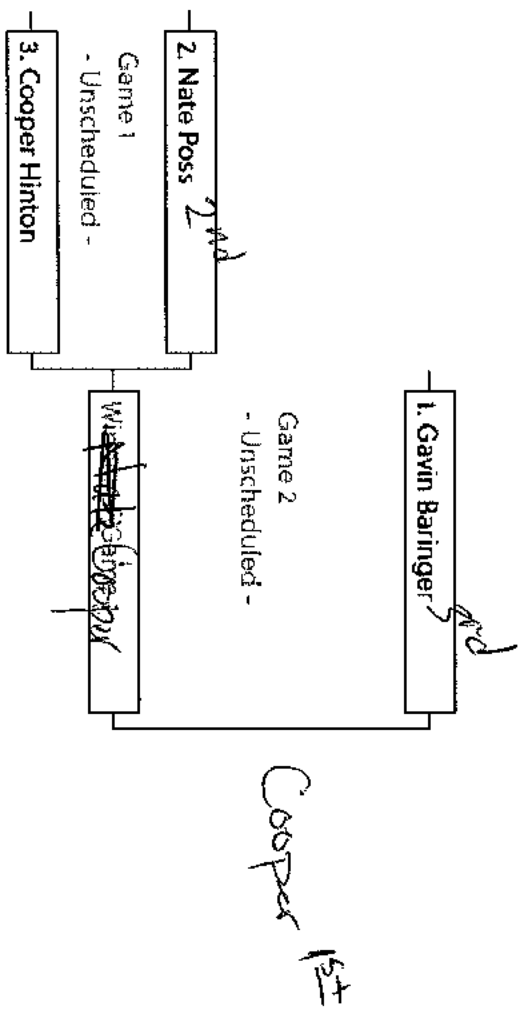 1. Gavin Baringer 3rd
Game 2
- Unscheduled -
Cooper 1st
2. Nate Poss 2nd
Game 1
- Unscheduled -
3. Cooper Hinton
Cooper